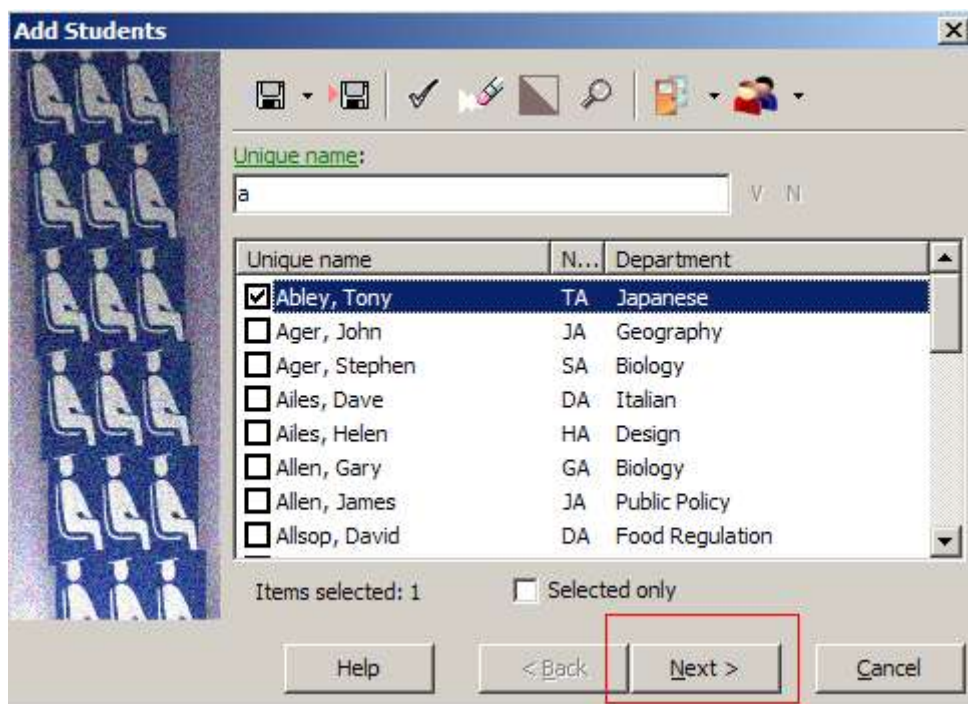 Add Students
Unique name:
a
V N
Unique name N... Department
Abley, Tony TA Japanese
Ager, John JA Geography
Ager, Stephen SA Biology
Ailes, Dave DA Italian
Ailes, Helen HA Design
Allen, Gary GA Biology
Allen, James JA Public Policy
Allsop, David DA Food Regulation
Items selected: 1 Selected only
Help < Back Next > Cancel